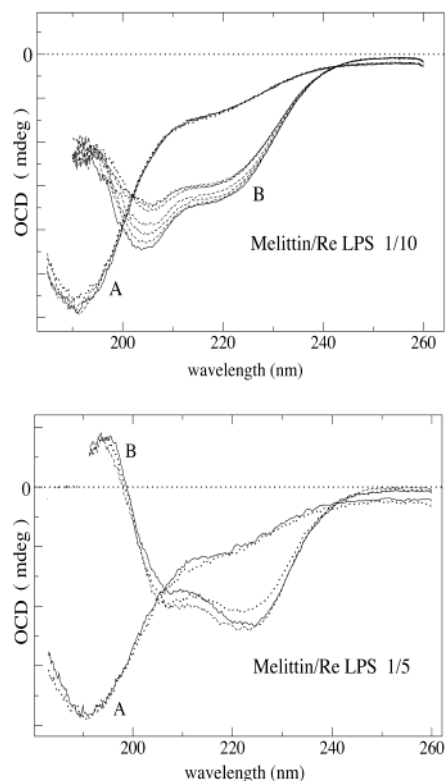 0
OCD ( mdeg )
B
A
Melittin/Re LPS 1/10
200 220 240 260
wavelength (nm)
B
0
OCD ( mdeg )
Melittin/Re LPS 1/5
A
200 220 240 260
wavelength (nm)